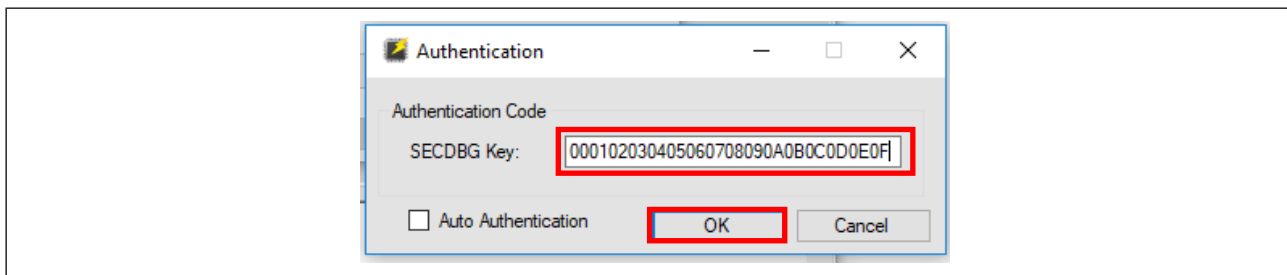 Authentication
Authentication Code
SECDBG Key: 000102030405060708090A0B0C0D0E0F
Auto Authentication OK Cancel